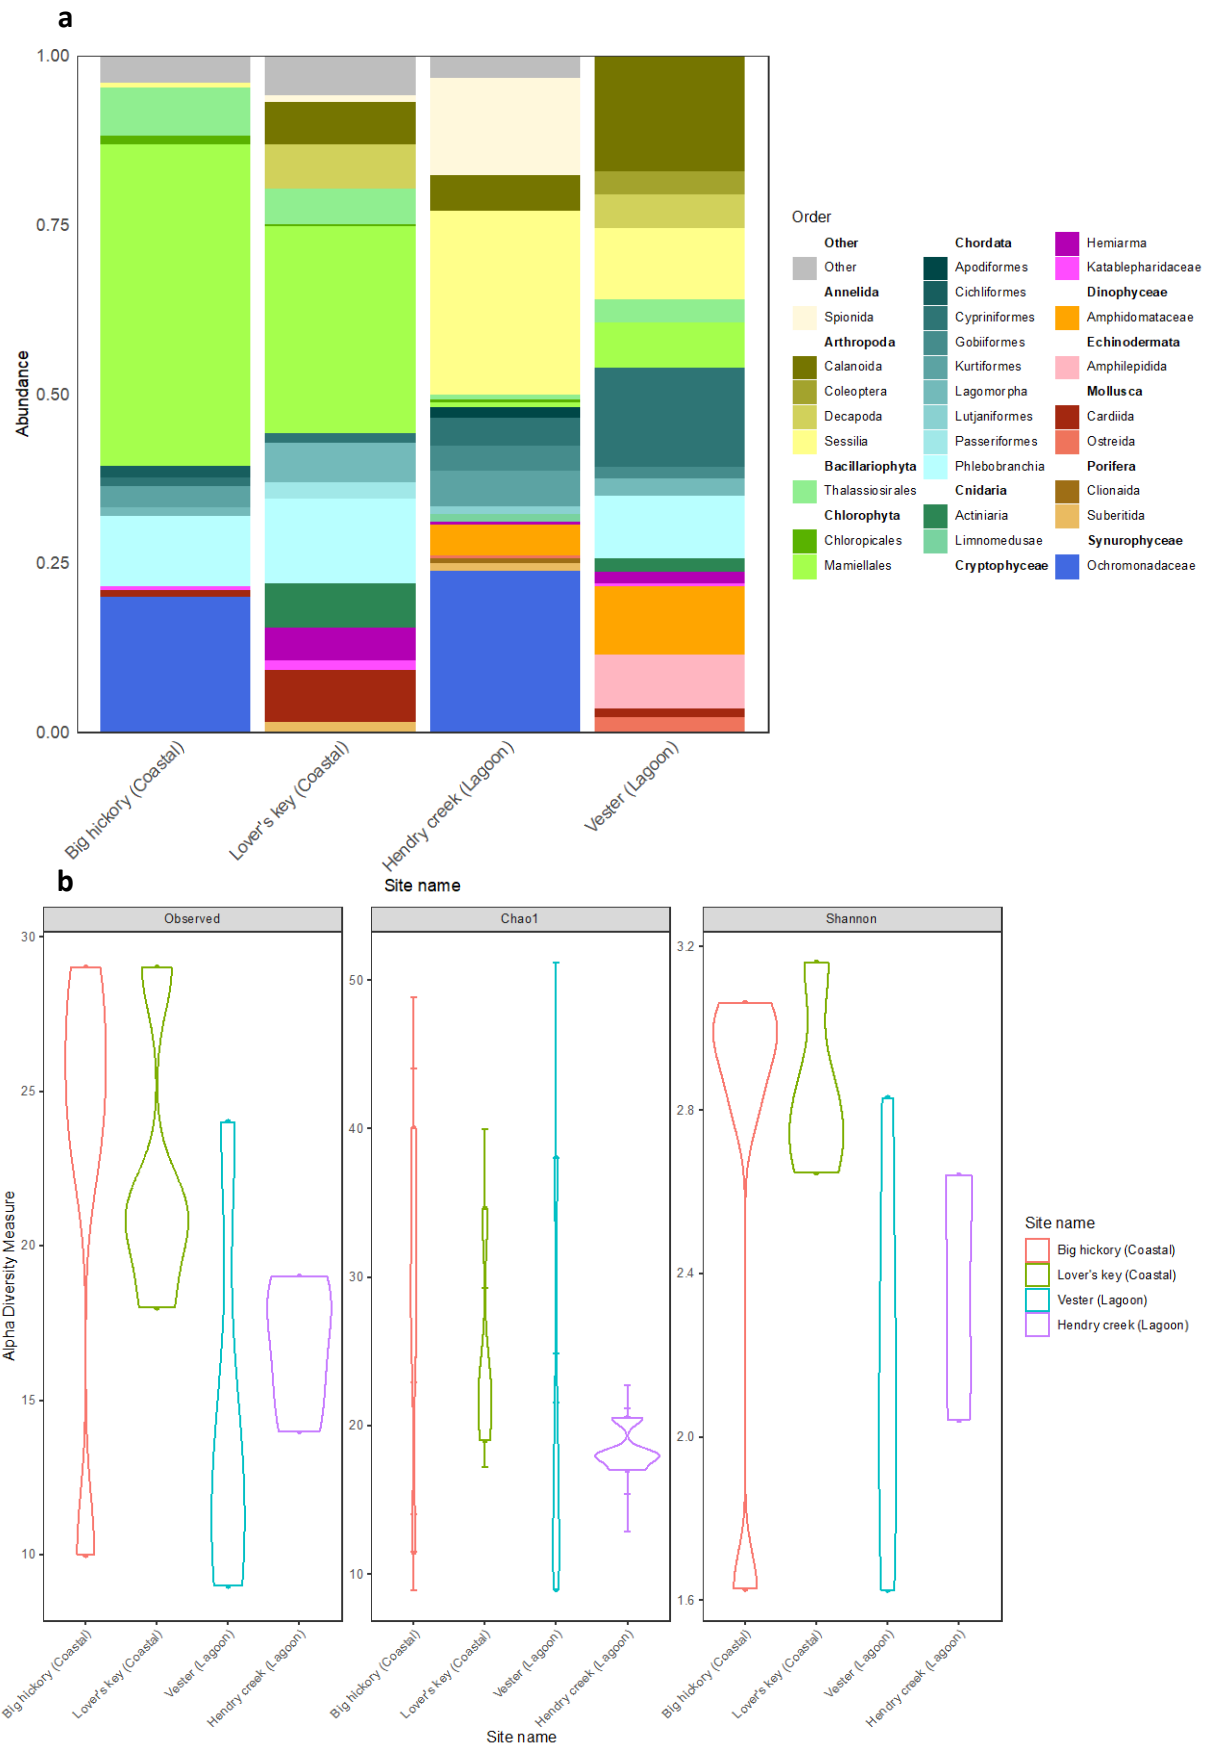 a
1.00
0.75
0.50
0.25
0.00
Abundance
Big hickory (Coastal)
Lover's key (Coastal)
Hendry creek (Lagoon)
Vester (Lagoon)
Site name
Order
Other
Other
Annelida
Spionida
Arthropoda
Calanoida
Coleoptera
Decapoda
Sessilia
Bacillariophyta
Thalassiosirales
Chlorophyta
Chloropicales
Mamiellales
Chordata
Apodiformes
Cichliformes
Cypriniformes
Gobiiformes
Kurtiformes
Lagomorpha
Lutjaniformes
Passeriformes
Phlebobranchia
Cnidaria
Actiniaria
Limnomedusae
Cryptophyceae
Hemiarma
Katablepharidaceae
Dinophyceae
Amphidomataceae
Echinodermata
Amphilepidida
Mollusca
Cardiida
Ostreida
Porifera
Clionaida
Suberitida
Synurophyceae
Ochromonadaceae
b
Alpha Diversity Measure
Observed
30
25
20
15
10
Big hickory (Coastal)
Lover's key (Coastal)
Vester (Lagoon)
Hendry creek (Lagoon)
Chao1
50
40
30
20
10
Big hickory (Coastal)
Lover's key (Coastal)
Vester (Lagoon)
Hendry creek (Lagoon)
Shannon
3.2
2.8
2.4
2.0
1.6
Big hickory (Coastal)
Lover's key (Coastal)
Vester (Lagoon)
Hendry creek (Lagoon)
Site name
Site name
Big hickory (Coastal)
Lover's key (Coastal)
Vester (Lagoon)
Hendry creek (Lagoon)